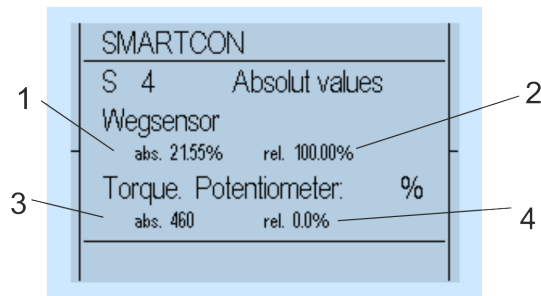 SMARTCON
S 4 Absolut values
1 2
Wegsensor
abs. 21.55% rel. 100.00%
Torque. Potentiometer: %
3 abs. 460 rel. 0.0% 4